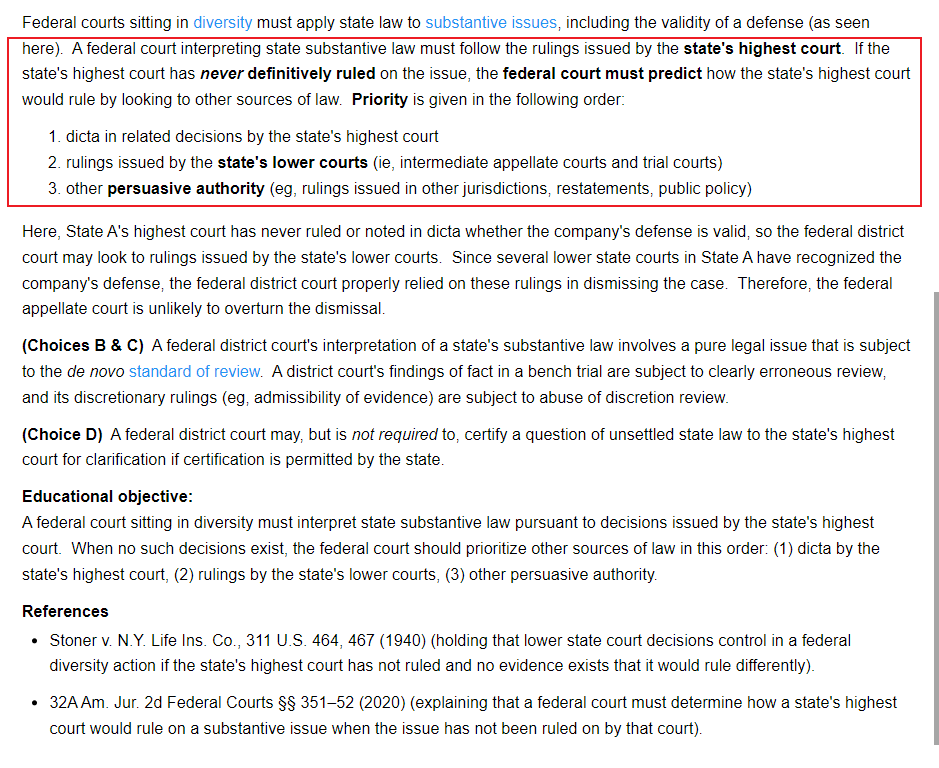 Federal courts sitting in diversity must apply state law to substantive issues, including the validity of a defense (as seen
here).  A federal court interpreting state substantive law must follow the rulings issued by the state's highest court.  If the
state's highest court has never definitively ruled on the issue, the federal court must predict how the state's highest court
would rule by looking to other sources of law.  Priority is given in the following order:
1. dicta in related decisions by the state's highest court
2. rulings issued by the state's lower courts (ie, intermediate appellate courts and trial courts)
3. other persuasive authority (eg, rulings issued in other jurisdictions, restatements, public policy)
Here, State A's highest court has never ruled or noted in dicta whether the company's defense is valid, so the federal district
court may look to rulings issued by the state's lower courts.  Since several lower state courts in State A have recognized the
company's defense, the federal district court properly relied on these rulings in dismissing the case.  Therefore, the federal
appellate court is unlikely to overturn the dismissal.
(Choices B & C)  A federal district court's interpretation of a state's substantive law involves a pure legal issue that is subject
to the de novo standard of review.  A district court's findings of fact in a bench trial are subject to clearly erroneous review,
and its discretionary rulings (eg, admissibility of evidence) are subject to abuse of discretion review.
(Choice D)  A federal district court may, but is not required to, certify a question of unsettled state law to the state's highest
court for clarification if certification is permitted by the state.
Educational objective:
A federal court sitting in diversity must interpret state substantive law pursuant to decisions issued by the state's highest
court.  When no such decisions exist, the federal court should prioritize other sources of law in this order: (1) dicta by the
state's highest court, (2) rulings by the state's lower courts, (3) other persuasive authority.
References
• Stoner v. N.Y. Life Ins. Co., 311 U.S. 464, 467 (1940) (holding that lower state court decisions control in a federal
diversity action if the state's highest court has not ruled and no evidence exists that it would rule differently).
• 32A Am. Jur. 2d Federal Courts §§ 351–52 (2020) (explaining that a federal court must determine how a state's highest
court would rule on a substantive issue when the issue has not been ruled on by that court).